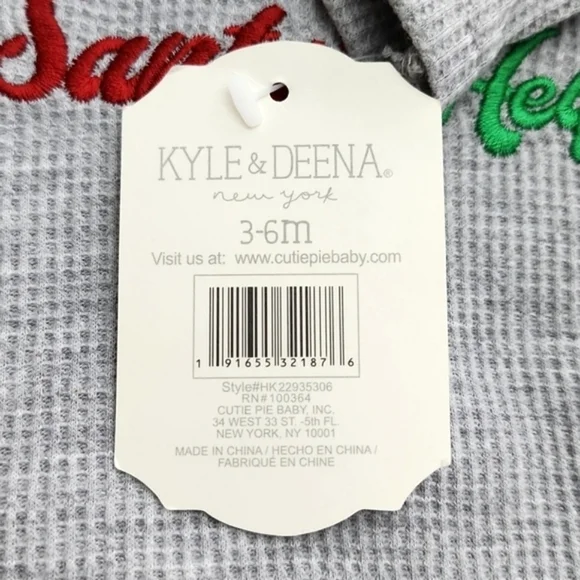 KYLE & DEENA®
new york
3-6m
Visit us at: www.cutiepiebaby.com
1 91655 32187 6
Style#HK22935306
RN#100364
CUTIE PIE BABY, INC.
34 WEST 33 ST. -5th FL.
NEW YORK, NY 10001
MADE IN CHINA / HECHO EN CHINA /
FABRIQUÉ EN CHINE